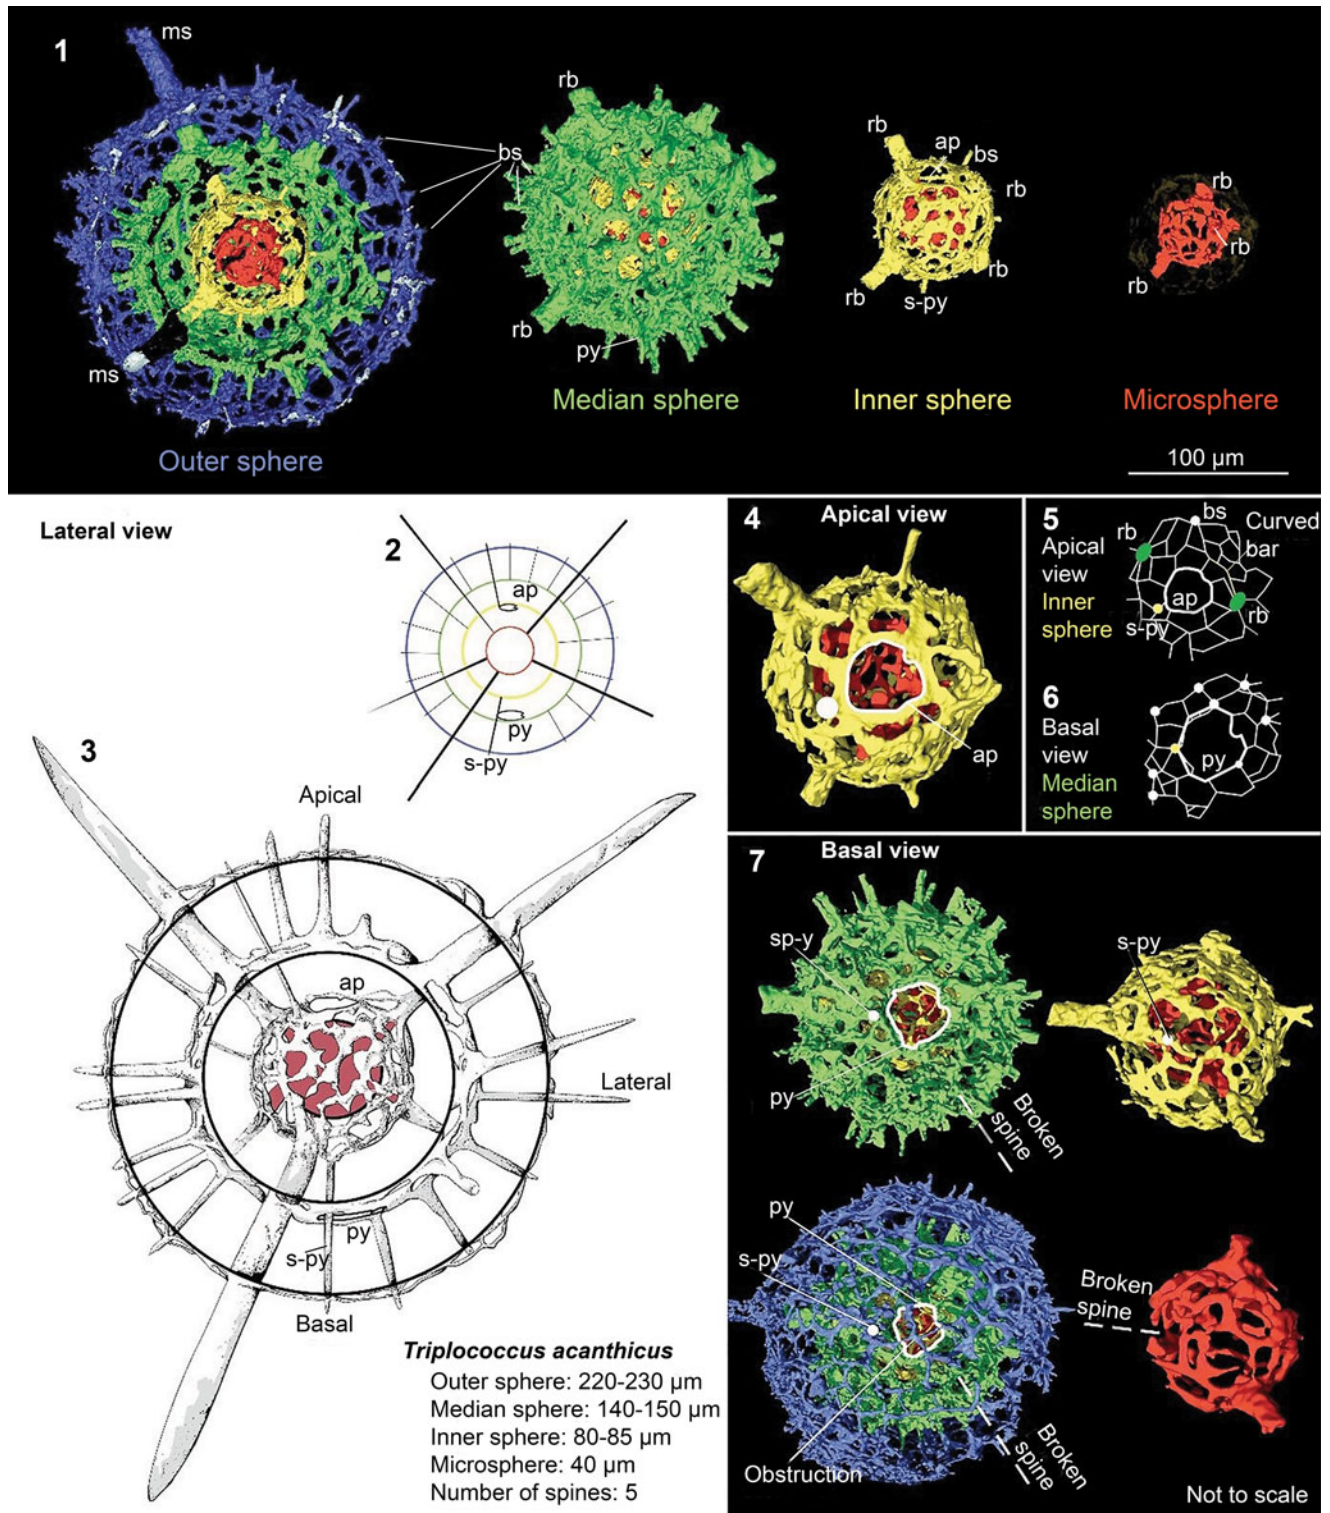 1
ms
ms
Outer sphere
bs
rb
rb
py
Median sphere
rb
ap
bs
rb
rb
rb
s-py
Inner sphere
rb
rb
rb
Microsphere
100 µm
Lateral view
2
ap
py
s-py
3
Apical
ap
Lateral
py
s-py
Basal
Triplococcus acanthicus
Outer sphere: 220-230 µm
Median sphere: 140-150 µm
Inner sphere: 80-85 µm
Microsphere: 40 µm
Number of spines: 5
4
Apical view
ap
5
Apical
view
Inner
sphere
rb
bs
Curved
bar
ap
s-py
rb
6
Basal
view
Median
sphere
py
7
Basal view
sp-y
py
Broken
spine
s-py
py
s-py
Obstruction
Broken
spine
Broken
spine
Not to scale